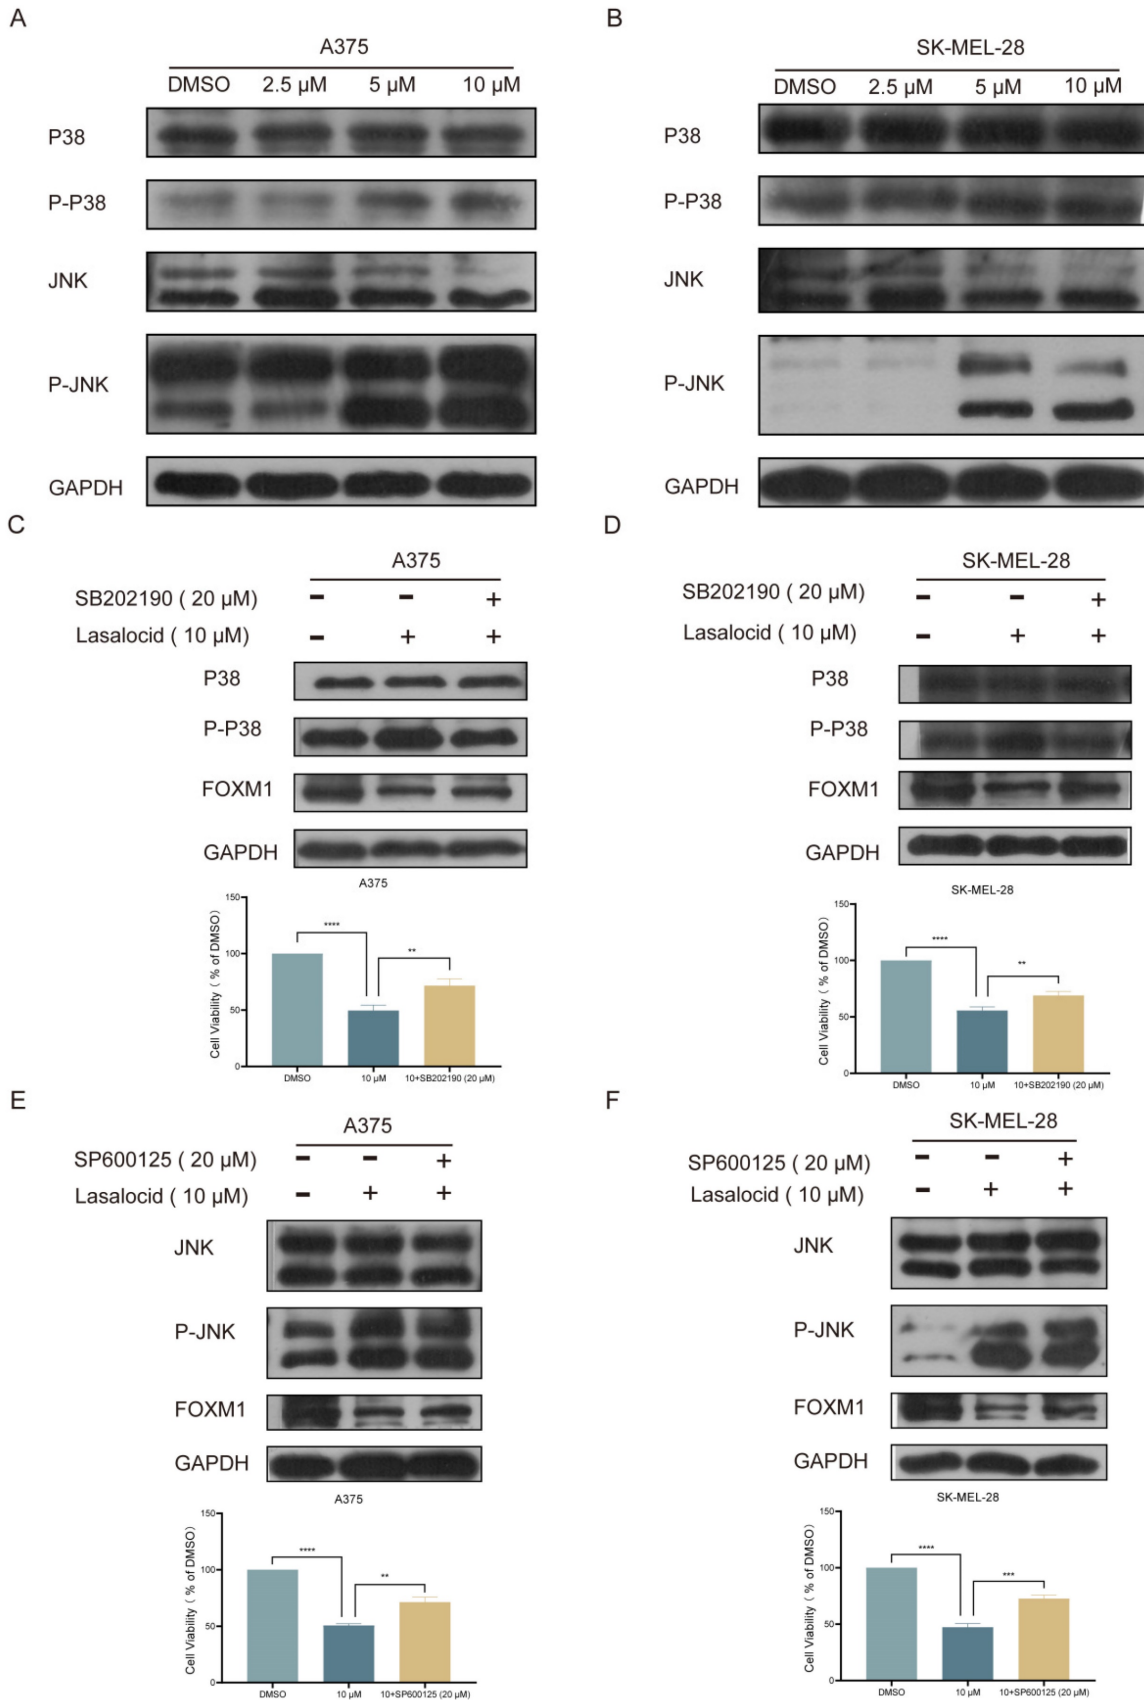 A
A375
DMSO 2.5 μM 5 μM 10 μM
P38
P-P38
JNK
P-JNK
GAPDH
B
SK-MEL-28
DMSO 2.5 μM 5 μM 10 μM
P38
P-P38
JNK
P-JNK
GAPDH
C
A375
SB202190 ( 20 μM) - - +
Lasalocid ( 10 μM) - + +
P38
P-P38
FOXM1
GAPDH
A375
Cell Viability ( % of DMSO)
150
100
50
0
****
**
DMSO 10 μM 10+SB202190 (20 μM)
D
SK-MEL-28
SB202190 ( 20 μM) - - +
Lasalocid ( 10 μM) - + +
P38
P-P38
FOXM1
GAPDH
SK-MEL-28
Cell Viability ( % of DMSO)
150
100
50
0
****
**
DMSO 10 μM 10+SB202190 (20 μM)
E
A375
SP600125 ( 20 μM) - - +
Lasalocid ( 10 μM) - + +
JNK
P-JNK
FOXM1
GAPDH
A375
Cell Viability ( % of DMSO)
150
100
50
0
****
**
DMSO 10 μM 10+SP600125 (20 μM)
F
SK-MEL-28
SP600125 ( 20 μM) - - +
Lasalocid ( 10 μM) - + +
JNK
P-JNK
FOXM1
GAPDH
SK-MEL-28
Cell Viability ( % of DMSO)
150
100
50
0
****
***
DMSO 10 μM 10+SP600125 (20 μM)